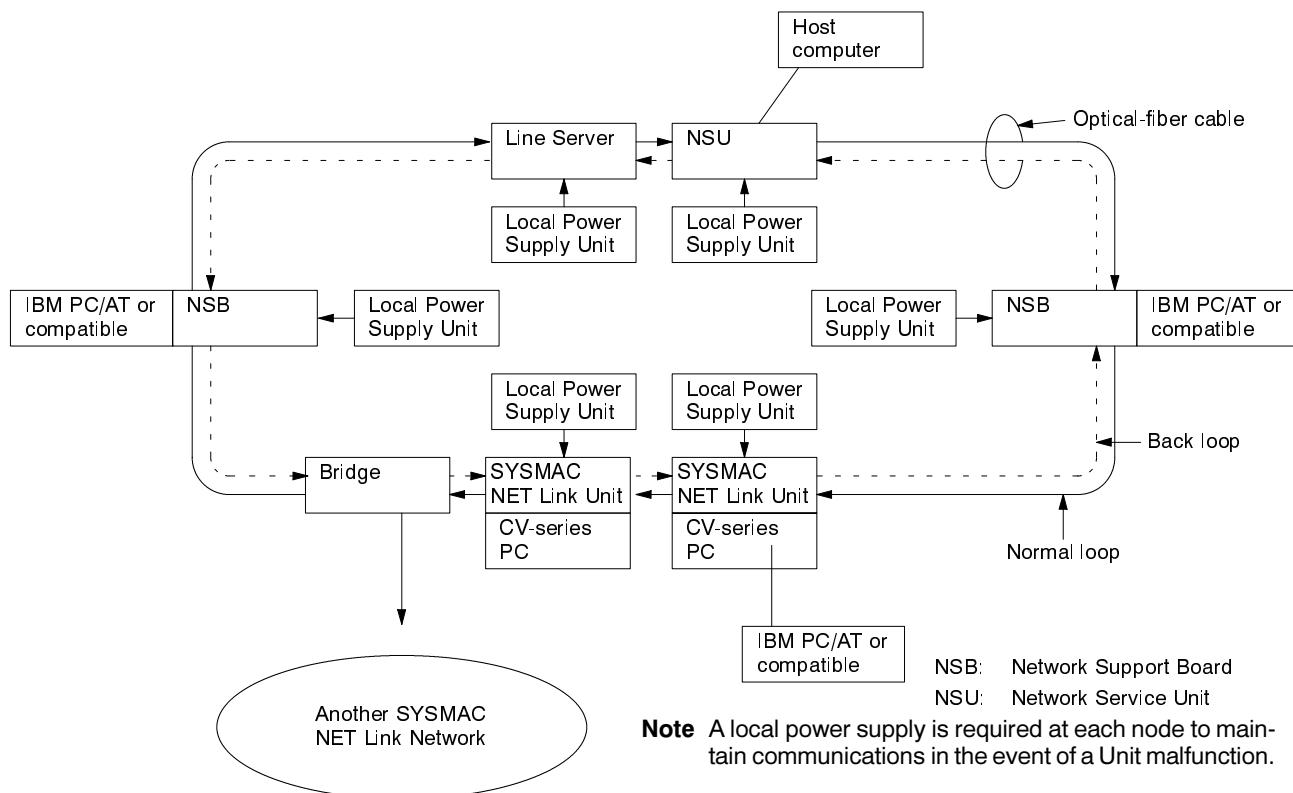 Host
computer
Optical-fiber cable
Line Server
NSU
Local Power
Supply Unit
Local Power
Supply Unit
IBM PC/AT or
compatible
NSB
Local Power
Supply Unit
Local Power
Supply Unit
NSB
IBM PC/AT or
compatible
Local Power
Supply Unit
Local Power
Supply Unit
Back loop
Bridge
SYSMAC
NET Link Unit
CV-series
PC
SYSMAC
NET Link Unit
CV-series
PC
Normal loop
IBM PC/AT or
compatible
NSB: Network Support Board
NSU: Network Service Unit
Another SYSMAC
NET Link Network
Note A local power supply is required at each node to main-
tain communications in the event of a Unit malfunction.